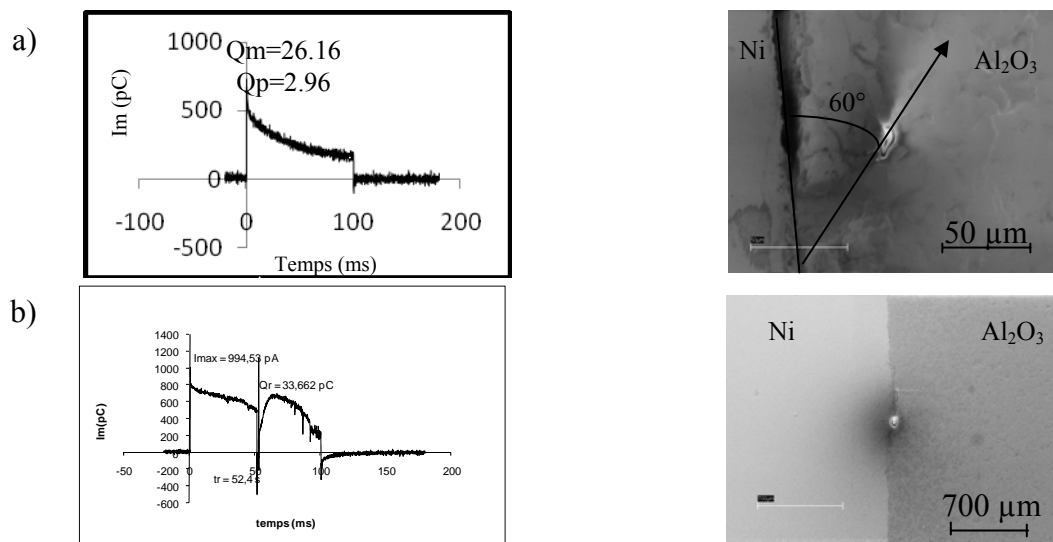 a)
1000
Qm=26.16
Qp=2.96
Im (pC)
500
0
-100
0
100
200
-500
Temps (ms)
Ni
Al₂O₃
60°
50 µm
b)
1400
1200
1000
800
600
400
200
0
-200
-400
-600
Imax = 994,53 pA
Qr = 33,662 pC
Im(pC)
-50
0
50
100
150
200
tr = 52,4 s
temps (ms)
Ni
Al₂O₃
700 µm